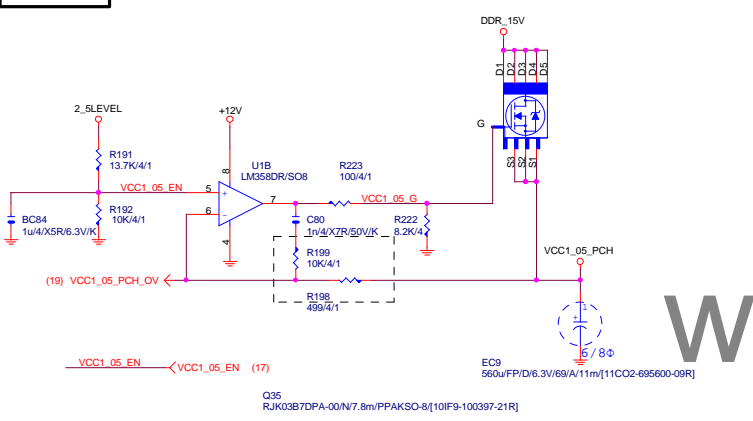 DDR_15V
D1
D2
D3
D4
D5
2_5LEVEL
+12V
G
R191
13.7K/4/1
8
U1B
LM358DR/SO8
R223
100/4/1
S3
S2
S1
VCC1_05_EN
5
+
7
VCC1_05_G
6
-
BC84
1u/4/X5R/6.3V/K
R192
10K/4/1
4
C80
1n/4/X7R/50V/K
R222
8.2K/4
R199
10K/4/1
VCC1_05_PCH
(19) VCC1_05_PCH_OV
R198
499/4/1
1
+
6/8Φ
W
VCC1_05_EN
VCC1_05_EN (17)
EC9
560u/FP/D/6.3V/69/A/11m/[11CO2-695600-09R]
Q35
RJK03B7DPA-00/N/7.8m/PPAKSO-8/[10IF9-100397-21R]